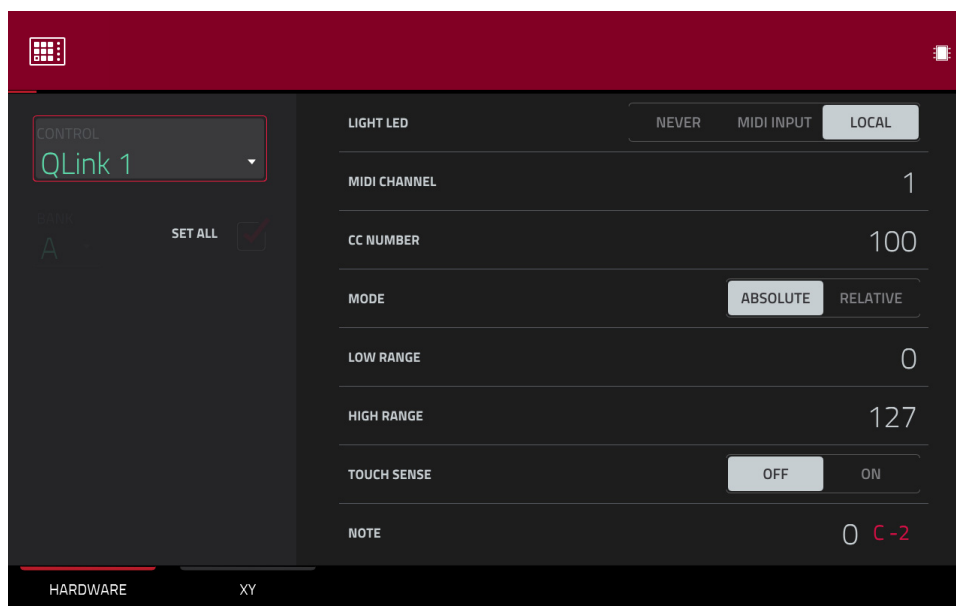 CONTROL
QLink 1
BANK
A
SET ALL
LIGHT LED NEVER MIDI INPUT LOCAL
MIDI CHANNEL 1
CC NUMBER 100
MODE ABSOLUTE RELATIVE
LOW RANGE 0
HIGH RANGE 127
TOUCH SENSE OFF ON
NOTE 0 C -2
HARDWARE XY